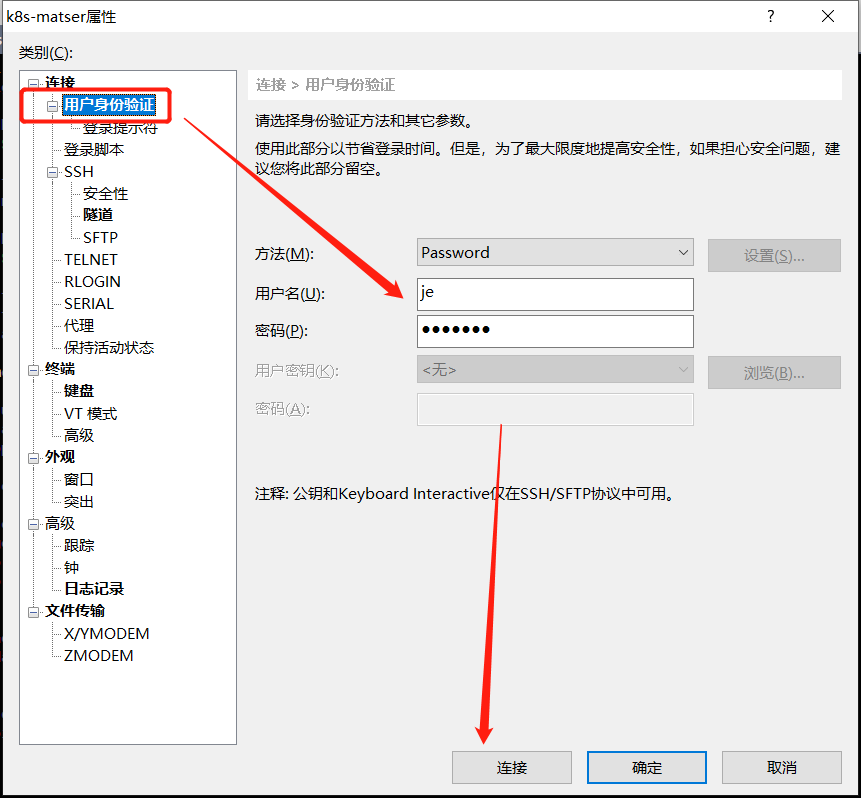 k8s-matser属性
类别(C):
连接
用户身份验证
登录提示符
登录脚本
SSH
安全性
隧道
SFTP
TELNET
RLOGIN
SERIAL
代理
保持活动状态
终端
键盘
VT 模式
高级
外观
窗口
突出
高级
跟踪
钟
日志记录
文件传输
X/YMODEM
ZMODEM
连接 > 用户身份验证
请选择身份验证方法和其它参数。
使用此部分以节省登录时间。但是，为了最大限度地提高安全性，如果担心安全问题，建
议您将此部分留空。
方法(M):
Password
设置(S)...
用户名(U):
je
密码(P):
用户密钥(K):
<无>
浏览(B)...
密码(A):
注释: 公钥和Keyboard Interactive仅在SSH/SFTP协议中可用。
连接
确定
取消